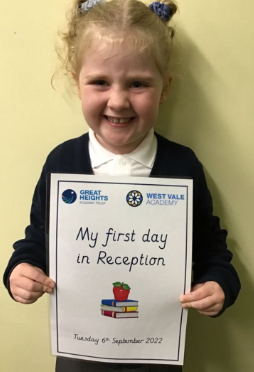 GREAT HEIGHTS
ACADEMY TRUST
WEST VALE
ACADEMY
My first day
in Reception
Tuesday 6th September 2022